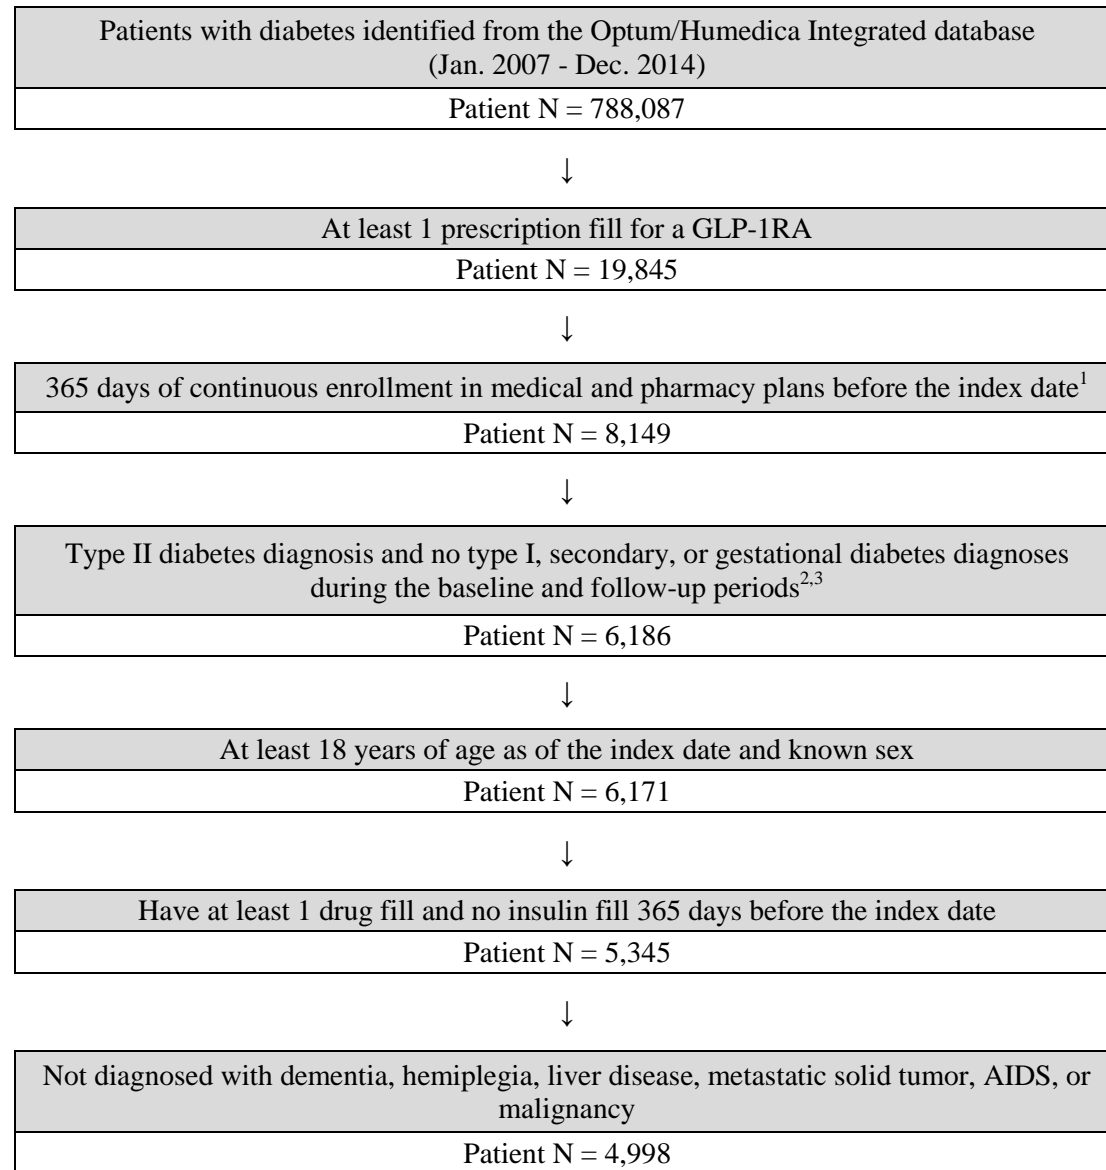 Patients with diabetes identified from the Optum/Humedica Integrated database
(Jan. 2007 - Dec. 2014)
Patient N = 788,087
↓
At least 1 prescription fill for a GLP-1RA
Patient N = 19,845
↓
365 days of continuous enrollment in medical and pharmacy plans before the index date¹
Patient N = 8,149
↓
Type II diabetes diagnosis and no type I, secondary, or gestational diabetes diagnoses
during the baseline and follow-up periods²,³
Patient N = 6,186
↓
At least 18 years of age as of the index date and known sex
Patient N = 6,171
↓
Have at least 1 drug fill and no insulin fill 365 days before the index date
Patient N = 5,345
↓
Not diagnosed with dementia, hemiplegia, liver disease, metastatic solid tumor, AIDS, or
malignancy
Patient N = 4,998